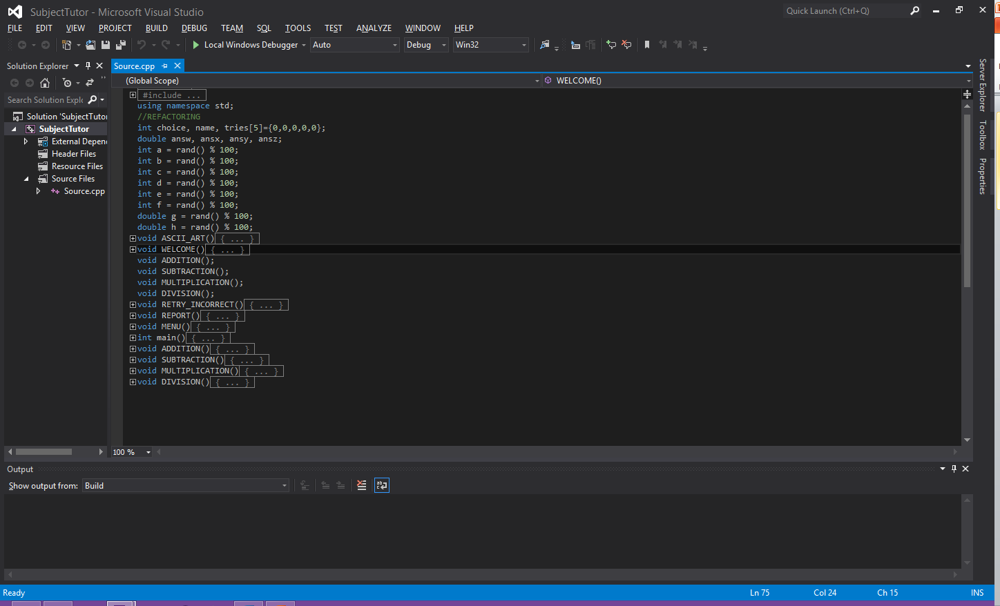 SubjectTutor - Microsoft Visual Studio
Quick Launch (Ctrl+Q)
FILE EDIT VIEW PROJECT BUILD DEBUG TEAM SQL TOOLS TEST ANALYZE WINDOW HELP
Local Windows Debugger Auto Debug Win32
Solution Explorer
Source.cpp
(Global Scope)
WELCOME()
Search Solution Explo
Solution 'SubjectTutor
SubjectTutor
External Depen
Header Files
Resource Files
Source Files
Source.cpp
#include ...
using namespace std;
//REFACTORING
int choice, name, tries[5]={0,0,0,0,0};
double answ, ansx, ansy, ansz;
int a = rand() % 100;
int b = rand() % 100;
int c = rand() % 100;
int d = rand() % 100;
int e = rand() % 100;
int f = rand() % 100;
double g = rand() % 100;
double h = rand() % 100;
void ASCII_ART(){ ... }
void WELCOME(){ ... }
void ADDITION();
void SUBTRACTION();
void MULTIPLICATION();
void DIVISION();
void RETRY_INCORRECT(){ ... }
void REPORT(){ ... }
void MENU(){ ... }
int main(){ ... }
void ADDITION(){ ... }
void SUBTRACTION(){ ... }
void MULTIPLICATION(){ ... }
void DIVISION(){ ... }
100 %
Server Explorer
Toolbox
Properties
Output
Show output from: Build
Ready
Ln 75 Col 24 Ch 15 INS